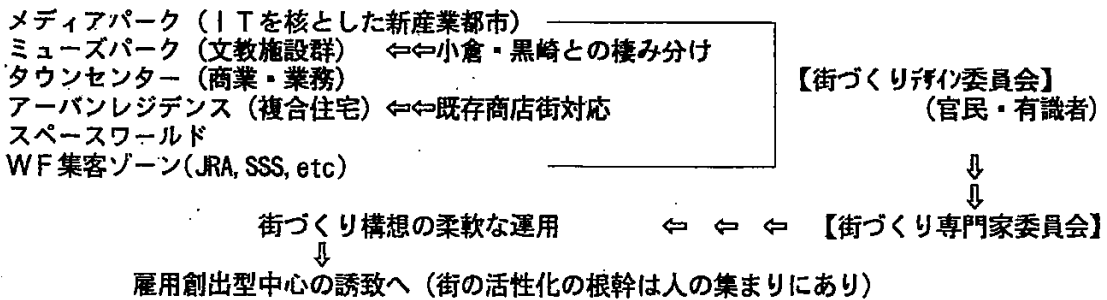 メディアパーク（ＩＴを核とした新産業都市）
ミューズパーク（文教施設群）　⇦⇦小倉・黒崎との棲み分け
タウンセンター（商業・業務）
アーバンレジデンス（複合住宅）⇦⇦既存商店街対応
スペースワールド
ＷＦ集客ゾーン(JRA, SSS, etc)
【街づくりデザイン委員会】
（官民・有識者）
⇩
⇩
街づくり構想の柔軟な運用　　⇦ ⇦ ⇦　【街づくり専門家委員会】
⇩
雇用創出型中心の誘致へ（街の活性化の根幹は人の集まりにあり）